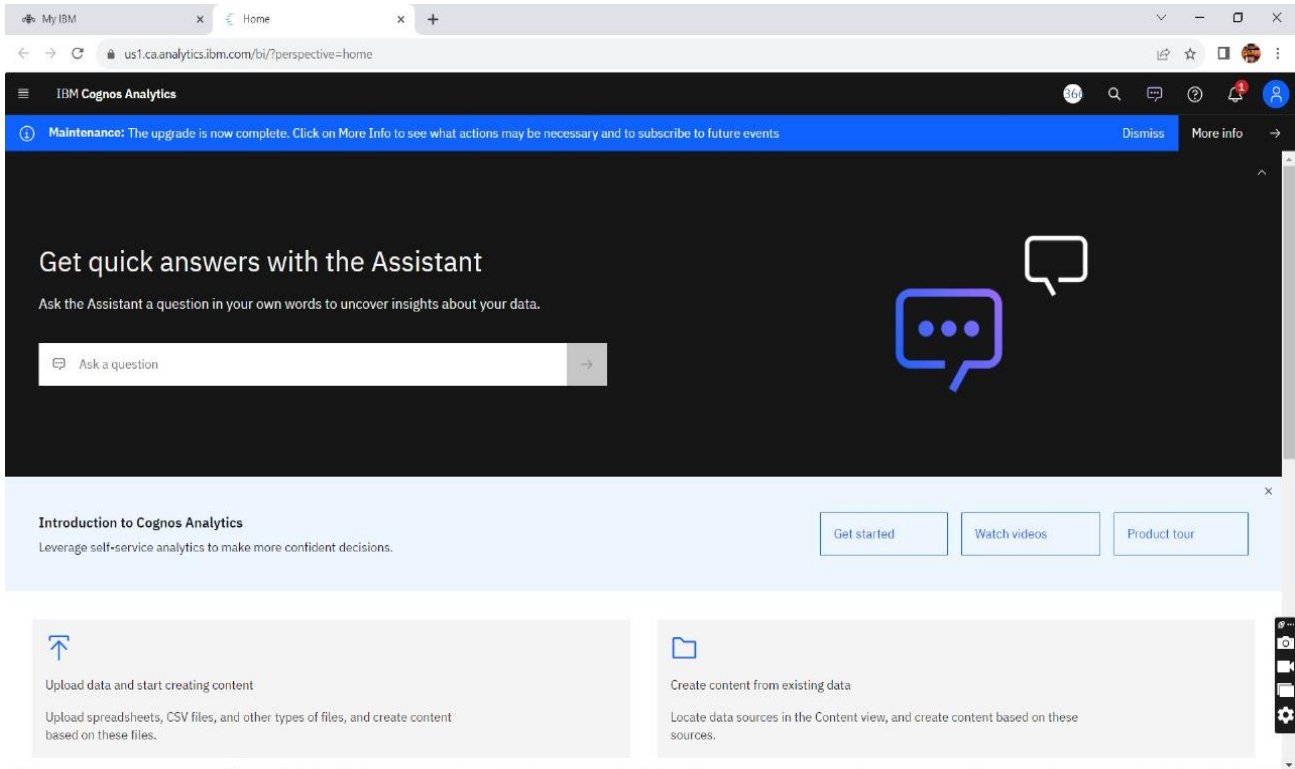 My IBM
Home
us1.ca.analytics.ibm.com/bi/?perspective=home
IBM Cognos Analytics
1
Maintenance: The upgrade is now complete. Click on More Info to see what actions may be necessary and to subscribe to future events
Dismiss
More info
Get quick answers with the Assistant
Ask the Assistant a question in your own words to uncover insights about your data.
Ask a question
Introduction to Cognos Analytics
Leverage self-service analytics to make more confident decisions.
Get started
Watch videos
Product tour
Upload data and start creating content
Upload spreadsheets, CSV files, and other types of files, and create content
based on these files.
Create content from existing data
Locate data sources in the Content view, and create content based on these
sources.